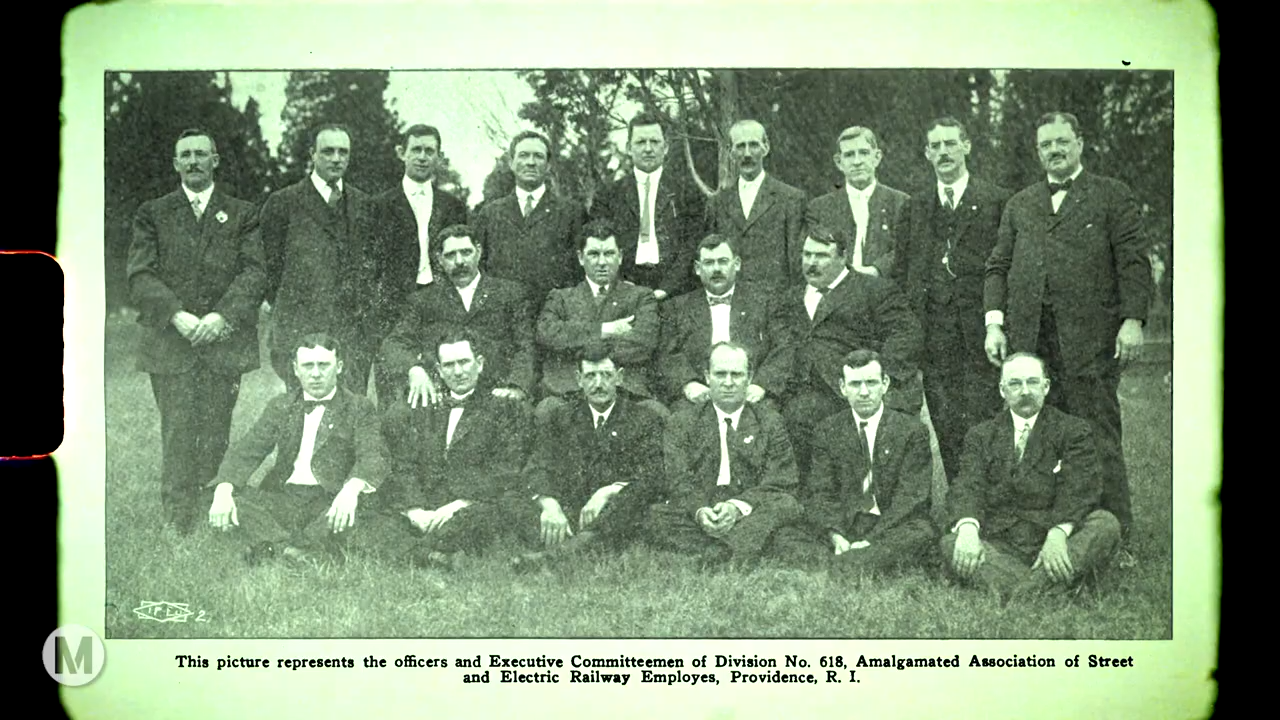 I P L U 2.
M
This picture represents the officers and Executive Committeemen of Division No. 618, Amalgamated Association of Street
and Electric Railway Employes, Providence, R. I.